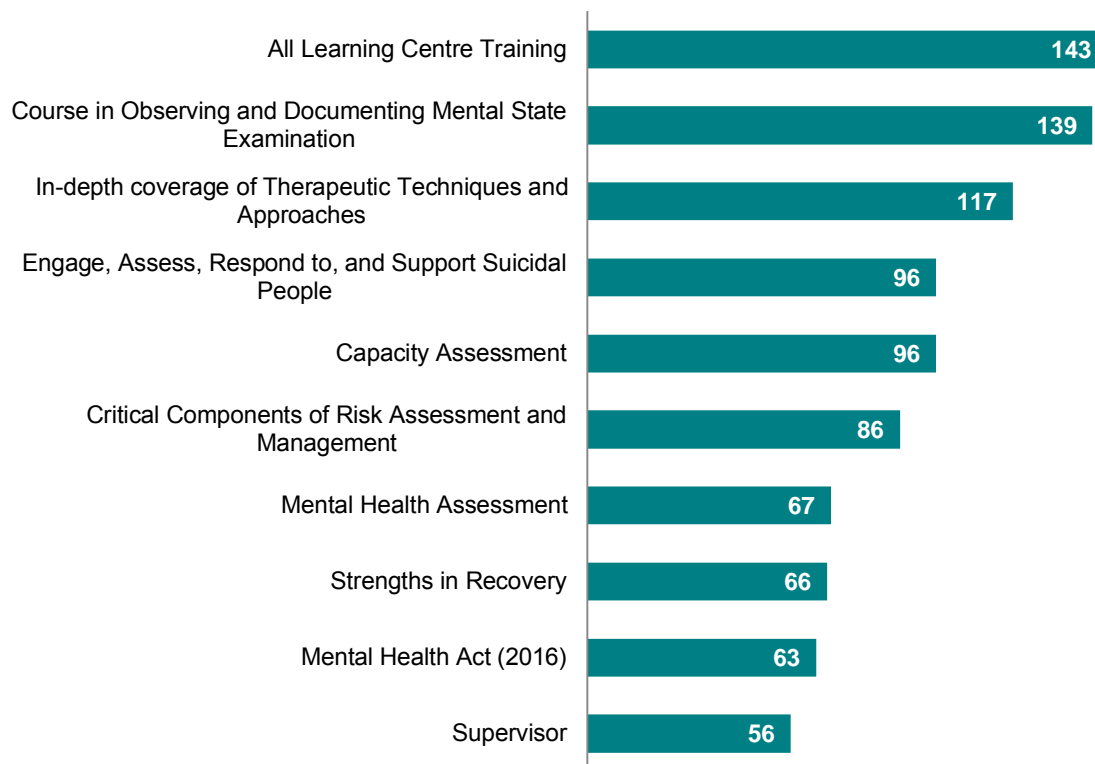 All Learning Centre Training
143
Course in Observing and Documenting Mental State
Examination
139
In-depth coverage of Therapeutic Techniques and
Approaches
117
Engage, Assess, Respond to, and Support Suicidal
People
96
Capacity Assessment
96
Critical Components of Risk Assessment and
Management
86
Mental Health Assessment
67
Strengths in Recovery
66
Mental Health Act (2016)
63
Supervisor
56